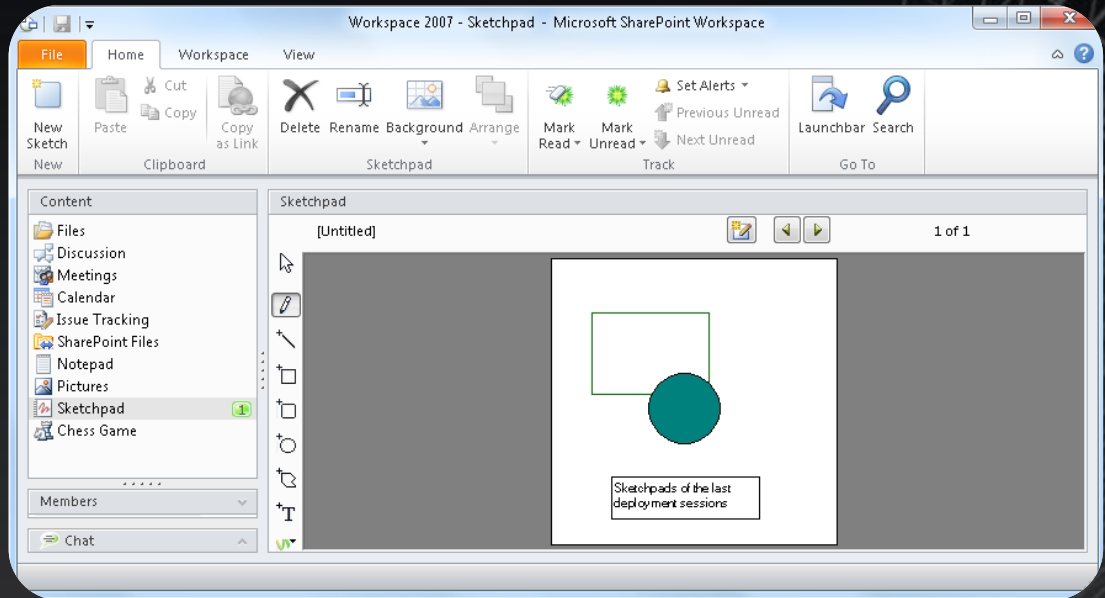 Workspace 2007 - Sketchpad - Microsoft SharePoint Workspace
File Home Workspace View
New Sketch
Paste
Cut
Copy
Copy as Link
Delete
Rename
Background
Arrange
Mark Read
Mark Unread
Set Alerts
Previous Unread
Next Unread
Launchbar
Search
New Clipboard Sketchpad Track Go To
Content
Files
Discussion
Meetings
Calendar
Issue Tracking
SharePoint Files
Notepad
Pictures
Sketchpad 1
Chess Game
Members
Chat
Sketchpad
[Untitled] 1 of 1
T
Sketchpads of the last
deployment sessions